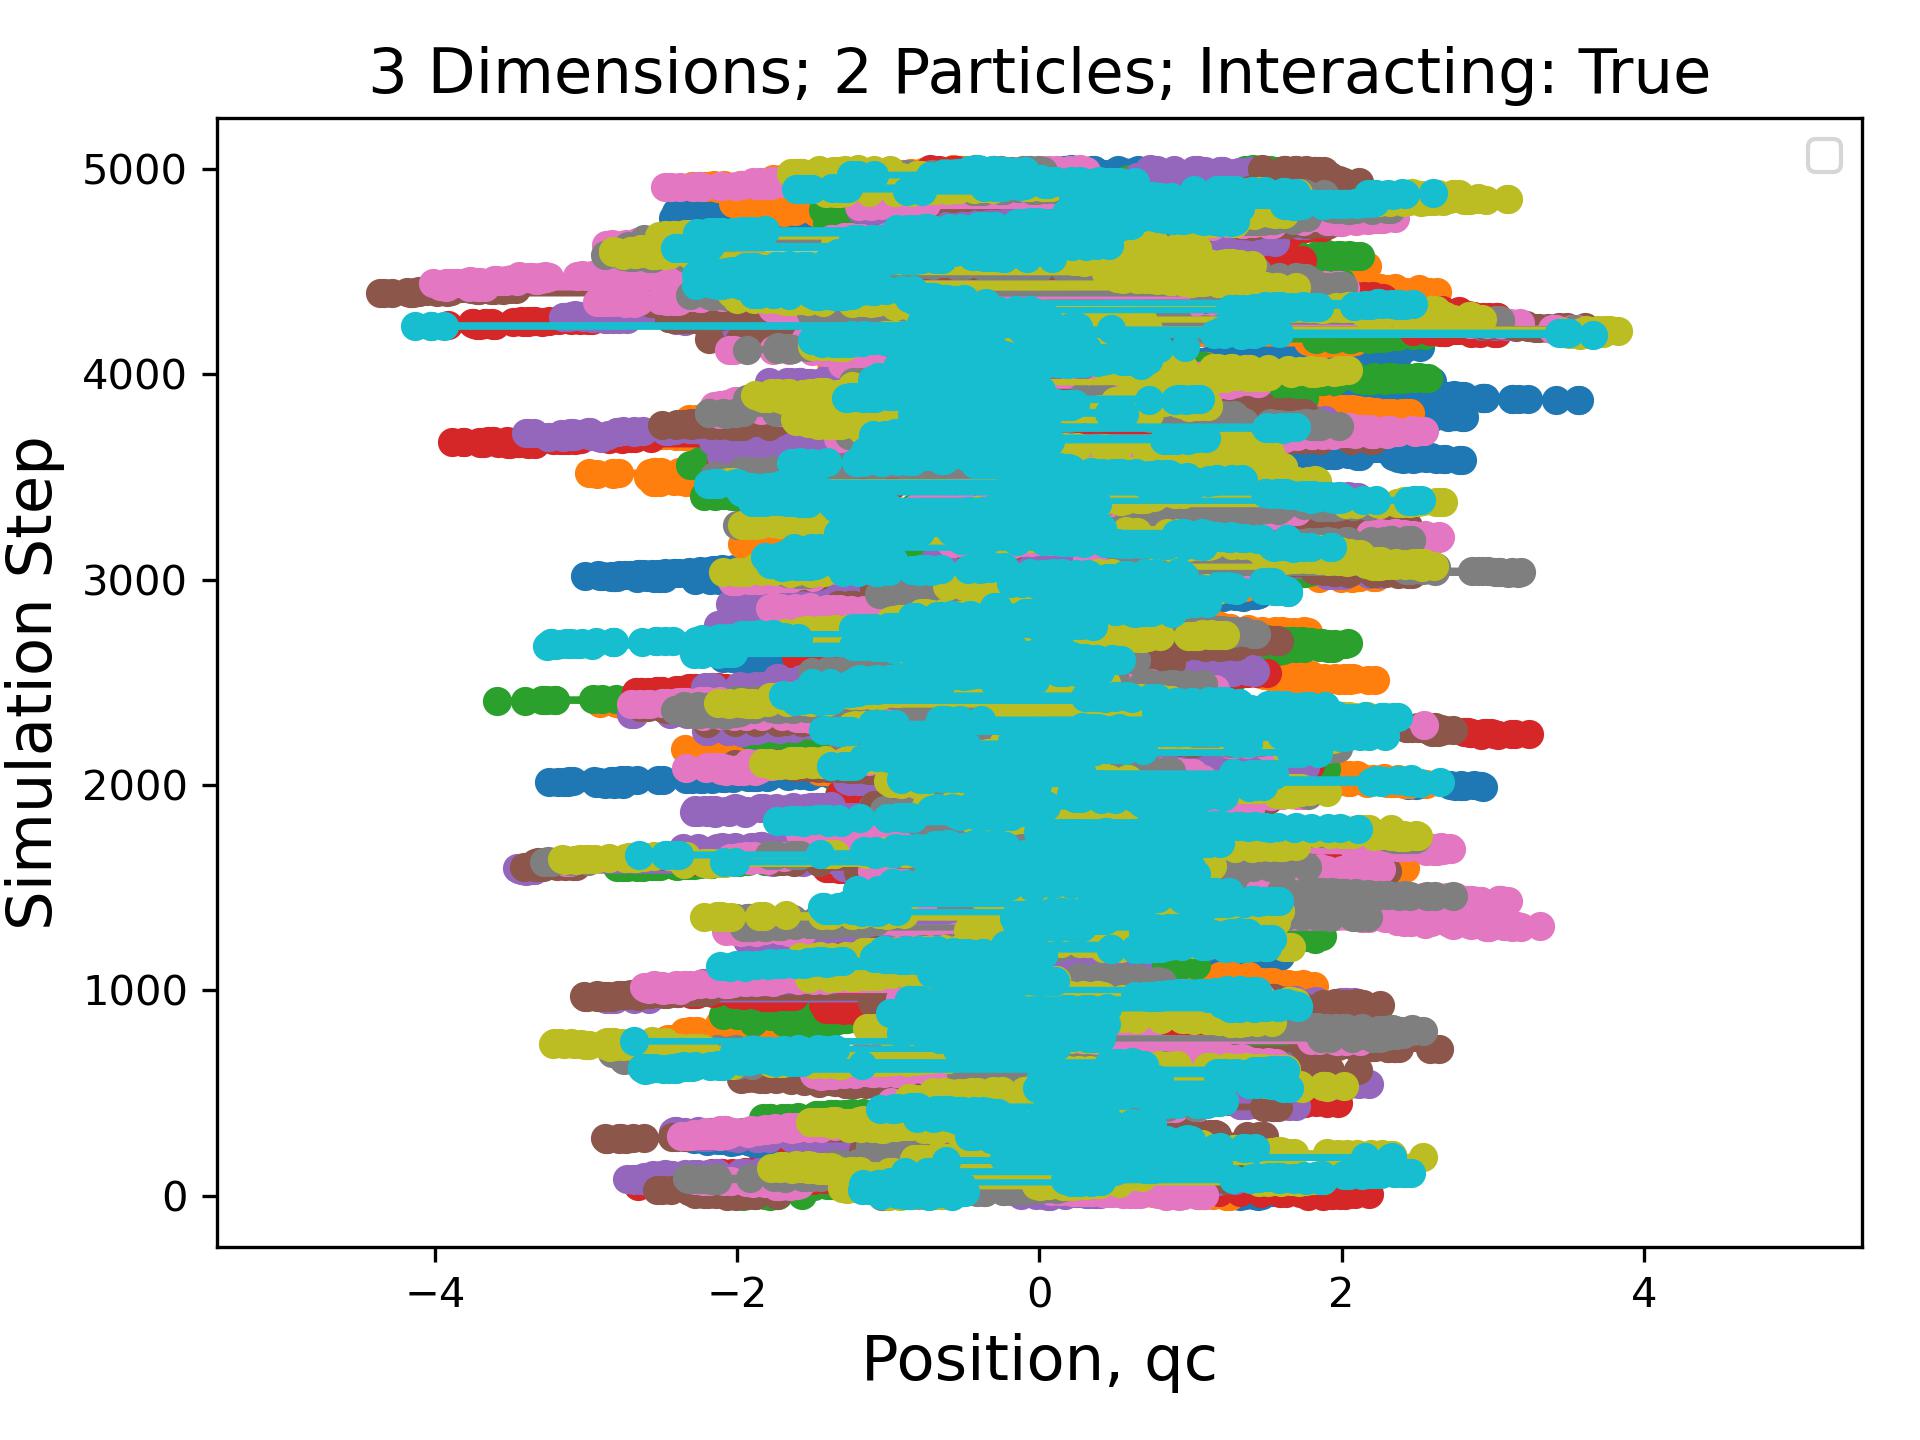 3 Dimensions; 2 Particles; Interacting: True
5000
4000
3000
2000
1000
0
Simulation Step
−4 −2 0 2 4
Position, qc